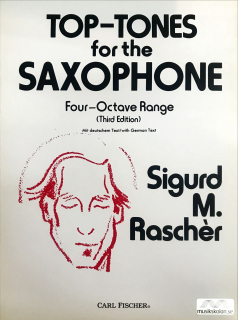 TOP-TONES
for the
SAXOPHONE
Four-Octave Range
(Third Edition)
Mit deutschem Text/with German Text
Sigurd
M.
Raschèr
CARL FISCHER®
musikskolan.se